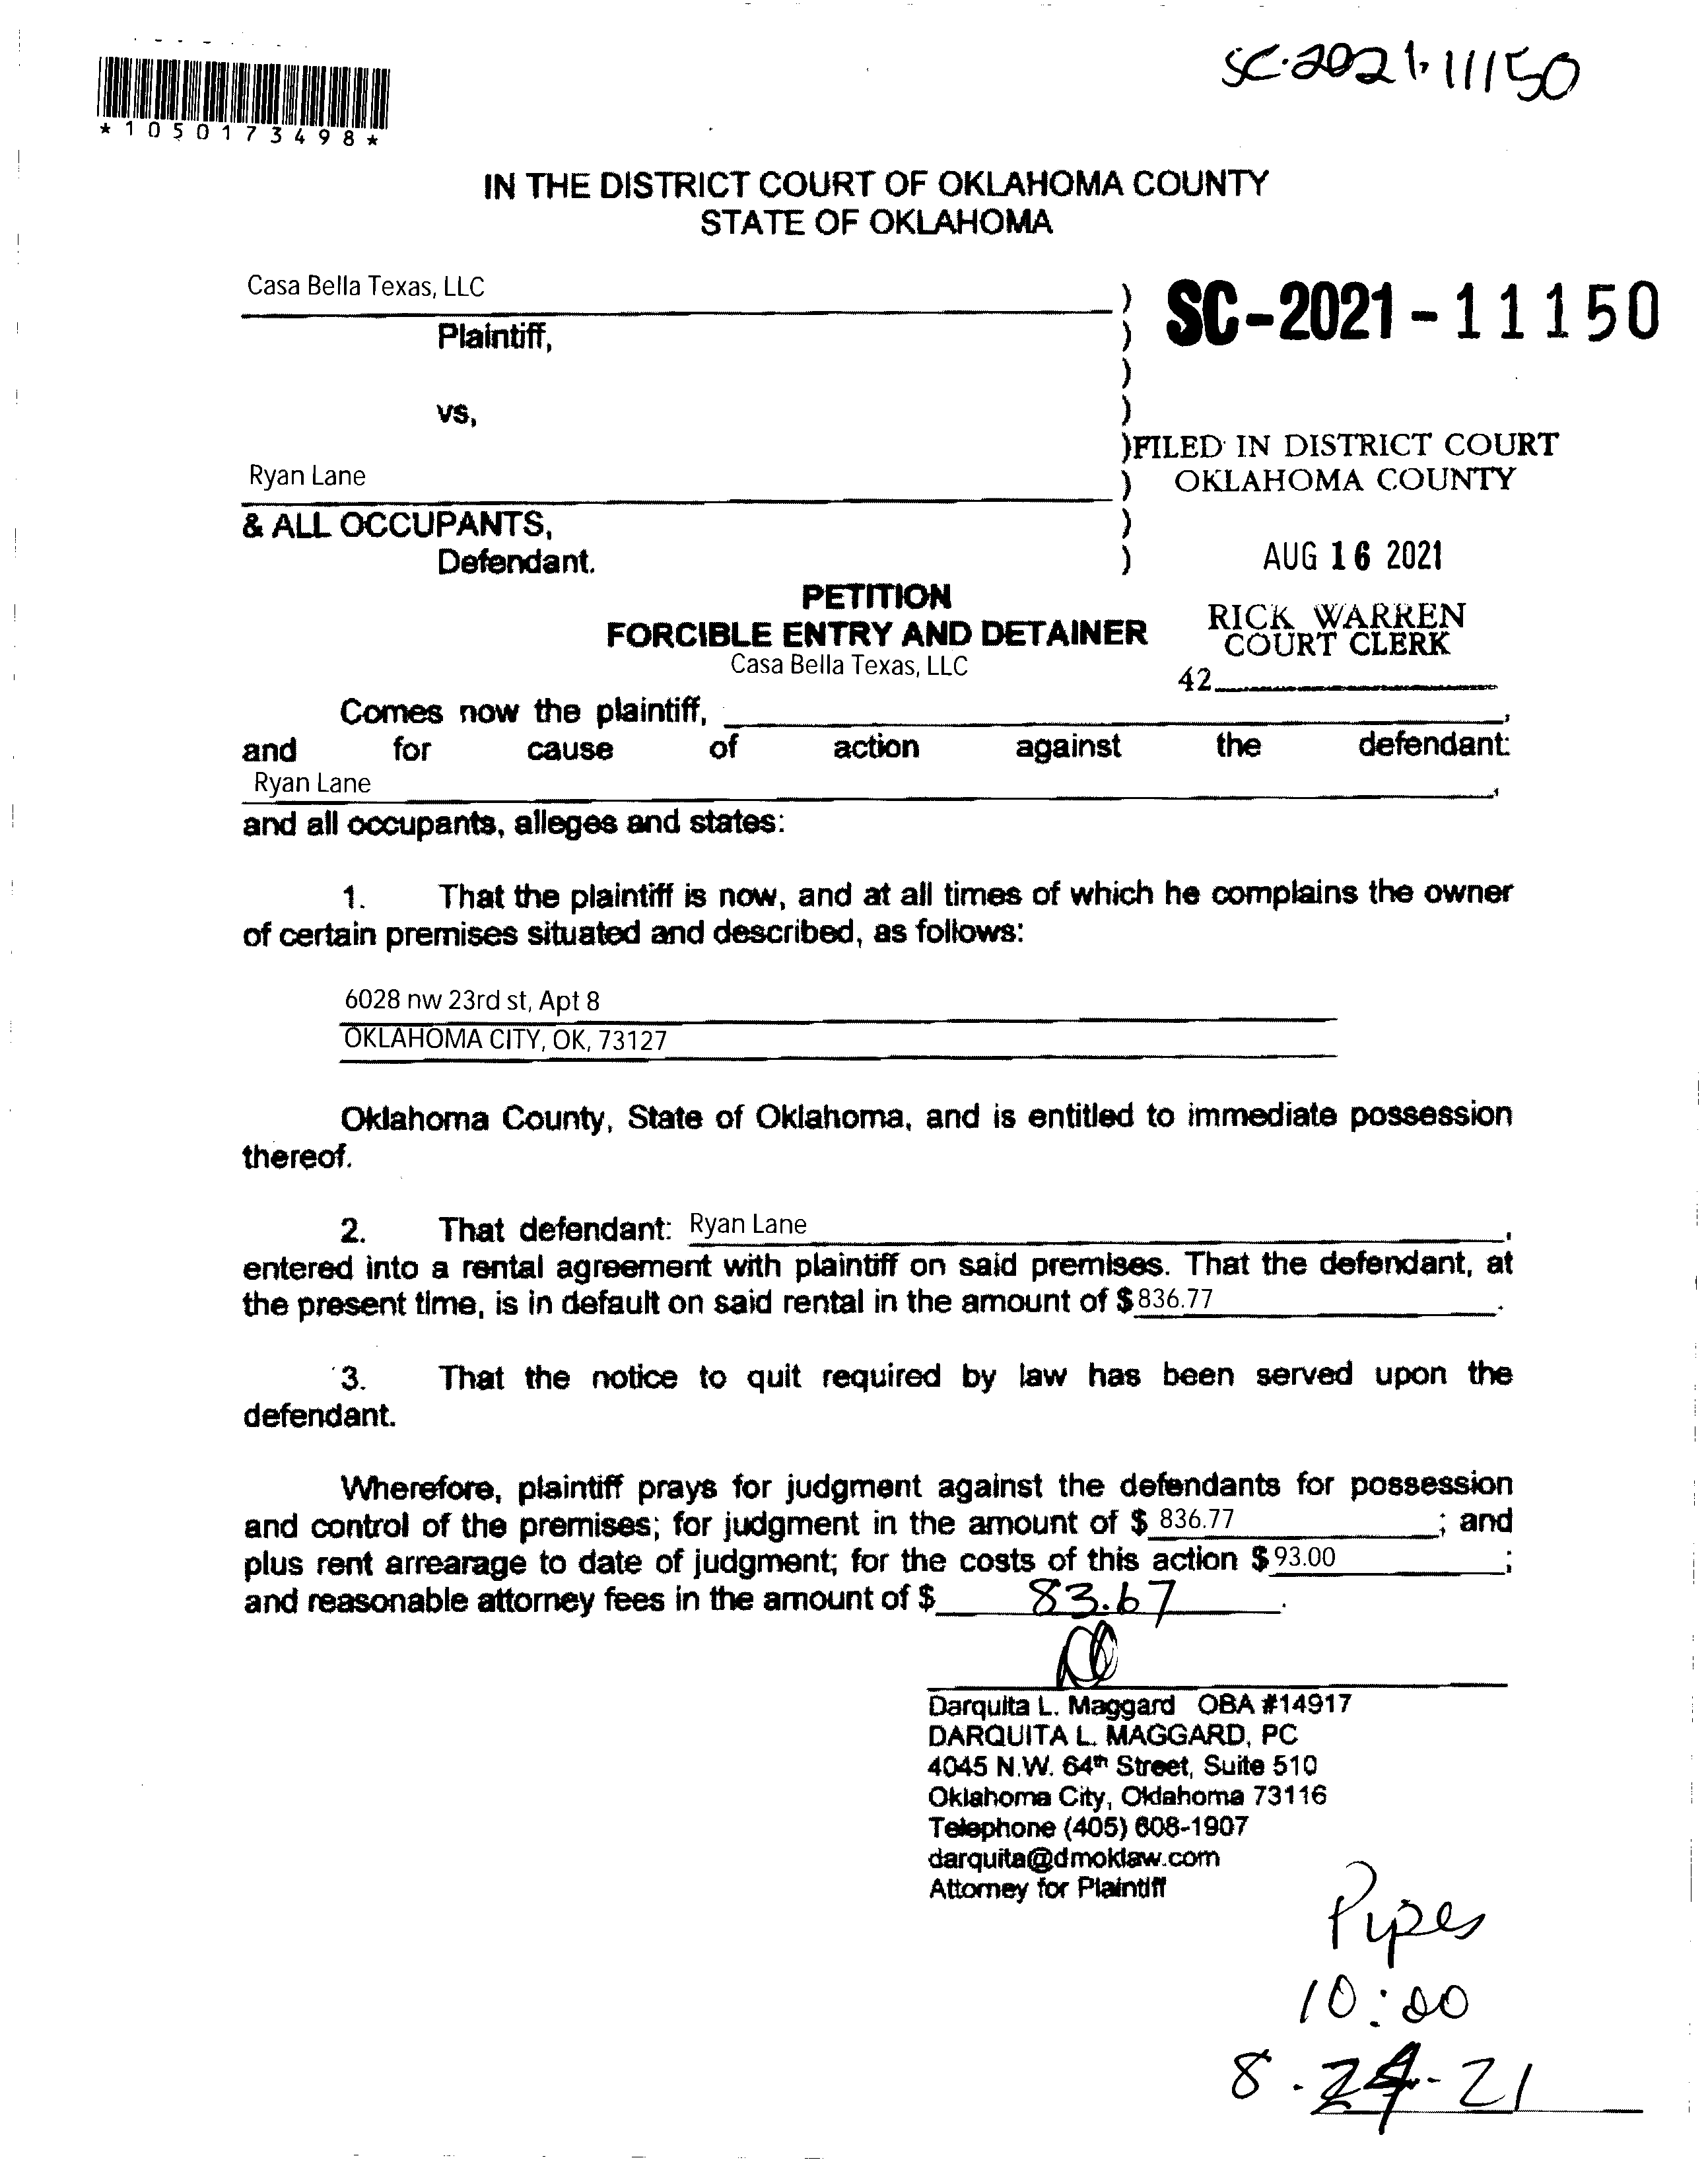 SC-2021-11150
*1050173498*
IN THE DISTRICT COURT OF OKLAHOMA COUNTY
STATE OF OKLAHOMA
Casa Bella Texas, LLC )
Plaintiff, ) SC-2021-11150
)
vs, )
)FILED IN DISTRICT COURT
Ryan Lane ) OKLAHOMA COUNTY
& ALL OCCUPANTS, )
Defendant. ) AUG 16 2021
PETITION
FORCIBLE ENTRY AND DETAINER
RICK WARREN
COURT CLERK
42
Casa Bella Texas, LLC
Comes now the plaintiff, ,
and for cause of action against the defendant:
Ryan Lane ,
and all occupants, alleges and states:
1. That the plaintiff is now, and at all times of which he complains the owner
of certain premises situated and described, as follows:
6028 nw 23rd st, Apt 8
OKLAHOMA CITY, OK, 73127
Oklahoma County, State of Oklahoma, and is entitled to immediate possession
thereof.
2. That defendant: Ryan Lane ,
entered into a rental agreement with plaintiff on said premises. That the defendant, at
the present time, is in default on said rental in the amount of $836.77 .
3. That the notice to quit required by law has been served upon the
defendant.
Wherefore, plaintiff prays for judgment against the defendants for possession
and control of the premises; for judgment in the amount of $ 836.77 ; and
plus rent arrearage to date of judgment; for the costs of this action $93.00 ;
and reasonable attorney fees in the amount of $ 83.67 .
Darquita L. Maggard OBA #14917
DARQUITA L. MAGGARD, PC
4045 N.W. 64th Street, Suite 510
Oklahoma City, Oklahoma 73116
Telephone (405) 608-1907
darquita@dmoklaw.com
Attorney for Plaintiff
Pipes
10:00
8-24-21